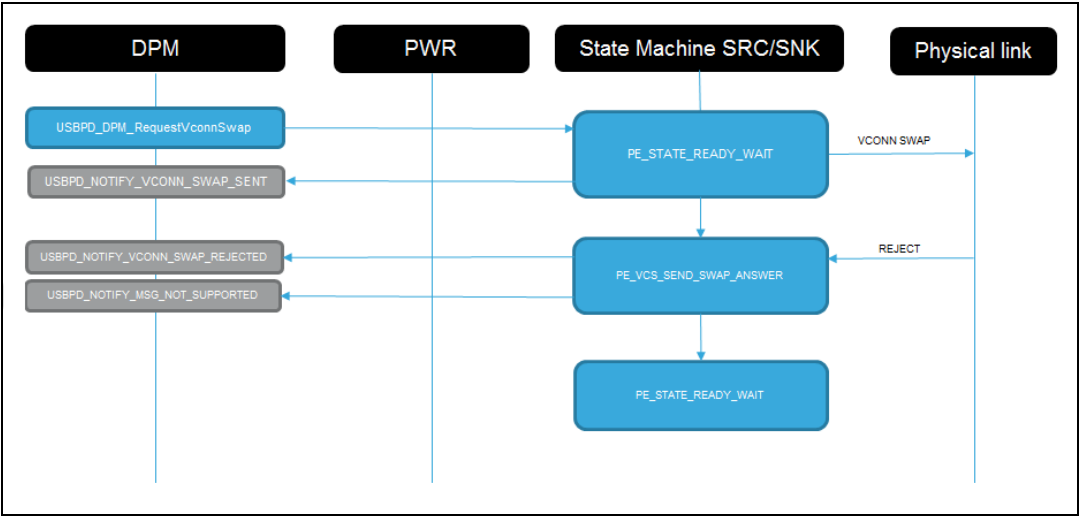 DPM
PWR
State Machine SRC/SNK
Physical link
USBPD_DPM_RequestVconnSwap
PE_STATE_READY_WAIT
VCONN SWAP
USBPD_NOTIFY_VCONN_SWAP_SENT
USBPD_NOTIFY_VCONN_SWAP_REJECTED
PE_VCS_SEND_SWAP_ANSWER
REJECT
USBPD_NOTIFY_MSG_NOT_SUPPORTED
PE_STATE_READY_WAIT